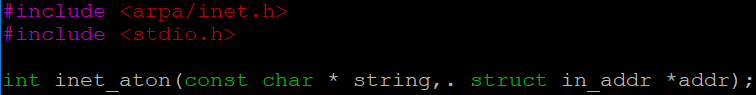 #include <arpa/inet.h>
#include <stdio.h>
int inet_aton(const char * string,. struct in_addr *addr);